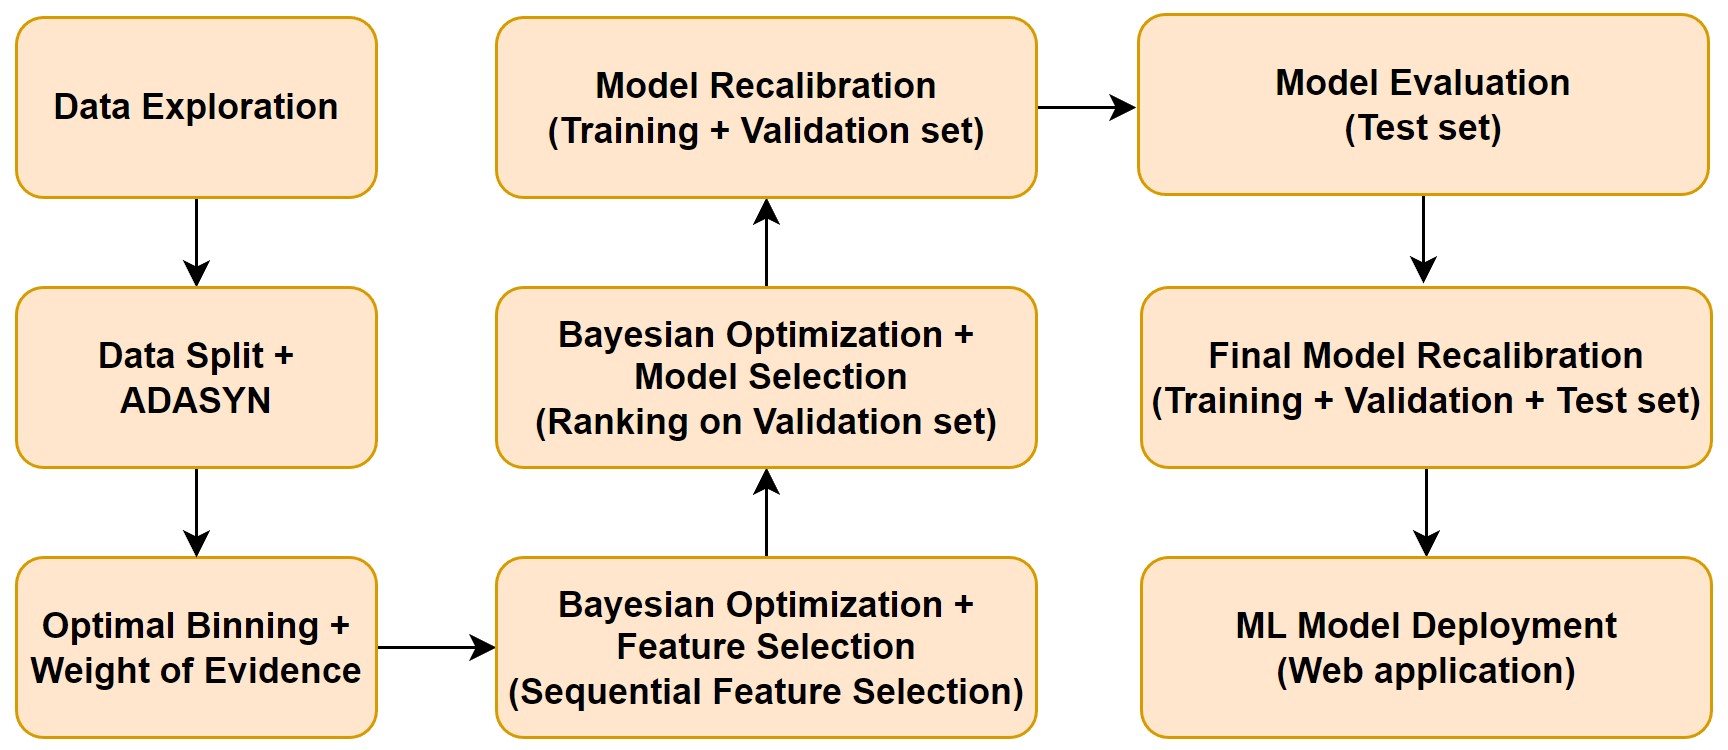 Data Exploration
Data Split +
ADASYN
Optimal Binning +
Weight of Evidence
Bayesian Optimization +
Feature Selection
(Sequential Feature Selection)
Bayesian Optimization +
Model Selection
(Ranking on Validation set)
Model Recalibration
(Training + Validation set)
Model Evaluation
(Test set)
Final Model Recalibration
(Training + Validation + Test set)
ML Model Deployment
(Web application)